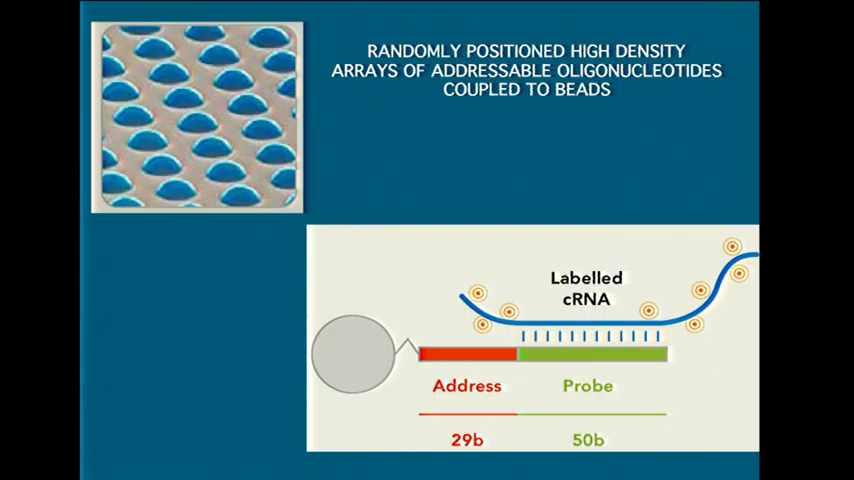 RANDOMLY POSITIONED HIGH DENSITY
ARRAYS OF ADDRESSABLE OLIGONUCLEOTIDES
COUPLED TO BEADS
Labelled
cRNA
Address
Probe
29b
50b